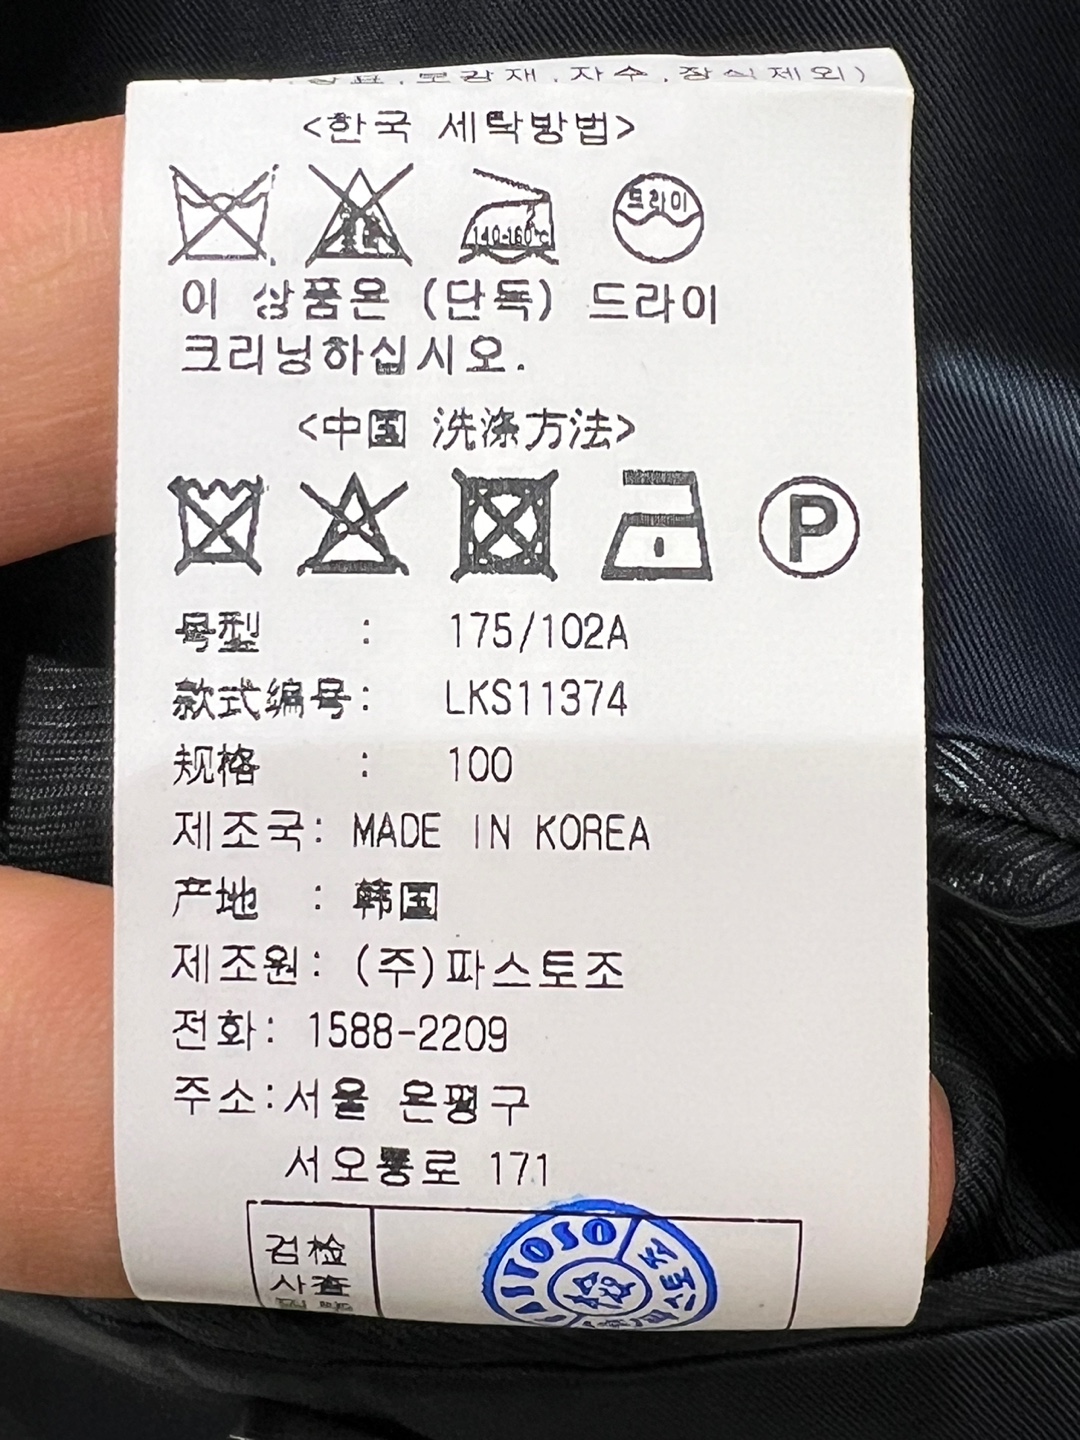 장식제외)
<한국 세탁방법>
140-160℃
드라이
이 상품은 (단독) 드라이
크리닝하십시오.
<中国 洗涤方法>
P
号型 : 175/102A
款式编号: LKS11374
规格 : 100
제조국: MADE IN KOREA
产地 : 韩国
제조원: (주)파스토조
전화: 1588-2209
주소:서울 은평구
서오릉로 171
검检
사查